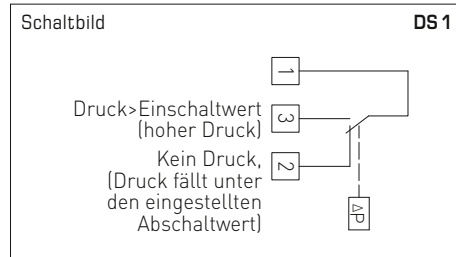 Schaltbild DS 1
1
Druck>Einschaltwert
(hoher Druck)
3
Kein Druck,
(Druck fällt unter
den eingestellten
Abschaltwert)
2
ΔP